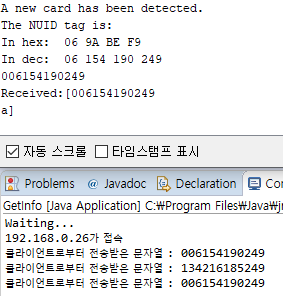 A new card has been detected.
The NUID tag is:
In hex:  06 9A BE F9
In dec:  06 154 190 249
006154190249
Received:[006154190249
a]
자동 스크롤 타임스탬프 표시
Problems @ Javadoc Declaration Co
GetInfo [Java Application] C:₩Program Files₩Java₩jr
Waiting...
192.168.0.26가 접속
클라이언트로부터 전송받은 문자열 : 006154190249
클라이언트로부터 전송받은 문자열 : 134216185249
클라이언트로부터 전송받은 문자열 : 006154190249